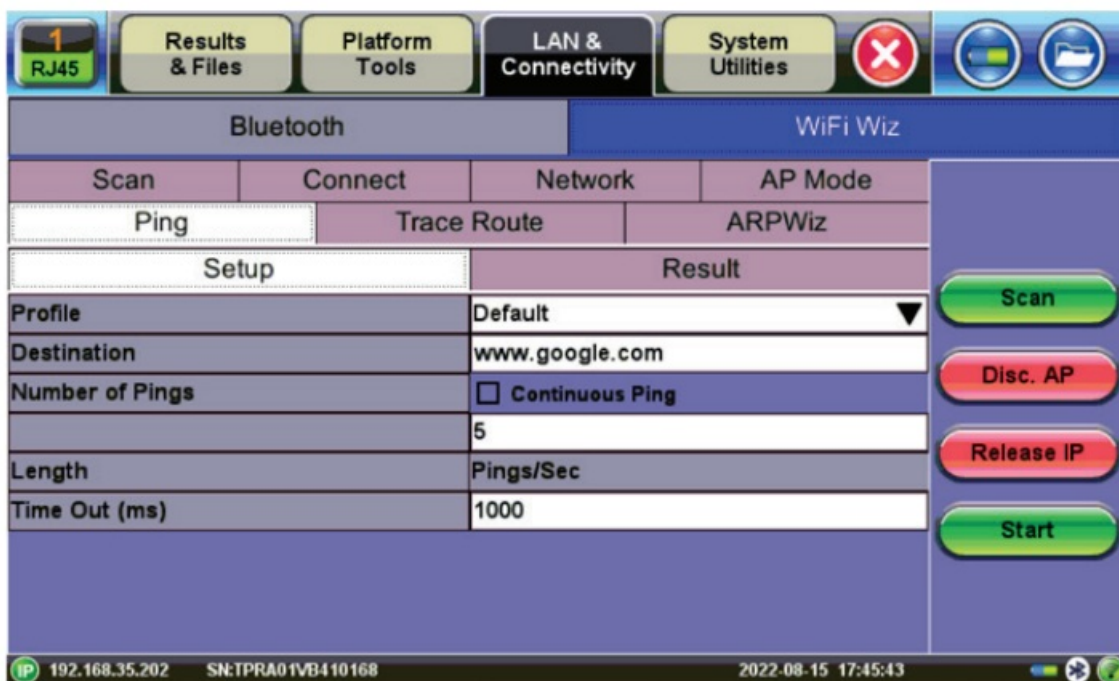 1
RJ45
Results
& Files
Platform
Tools
LAN &
Connectivity
System
Utilities
Bluetooth
WiFi Wiz
Scan
Connect
Network
AP Mode
Ping
Trace Route
ARPWiz
Setup
Result
Profile
Default
Destination
www.google.com
Number of Pings
Continuous Ping
5
Length
Pings/Sec
Time Out (ms)
1000
Scan
Disc. AP
Release IP
Start
IP 192.168.35.202 SN:TPRA01VB410168 2022-08-15 17:45:43